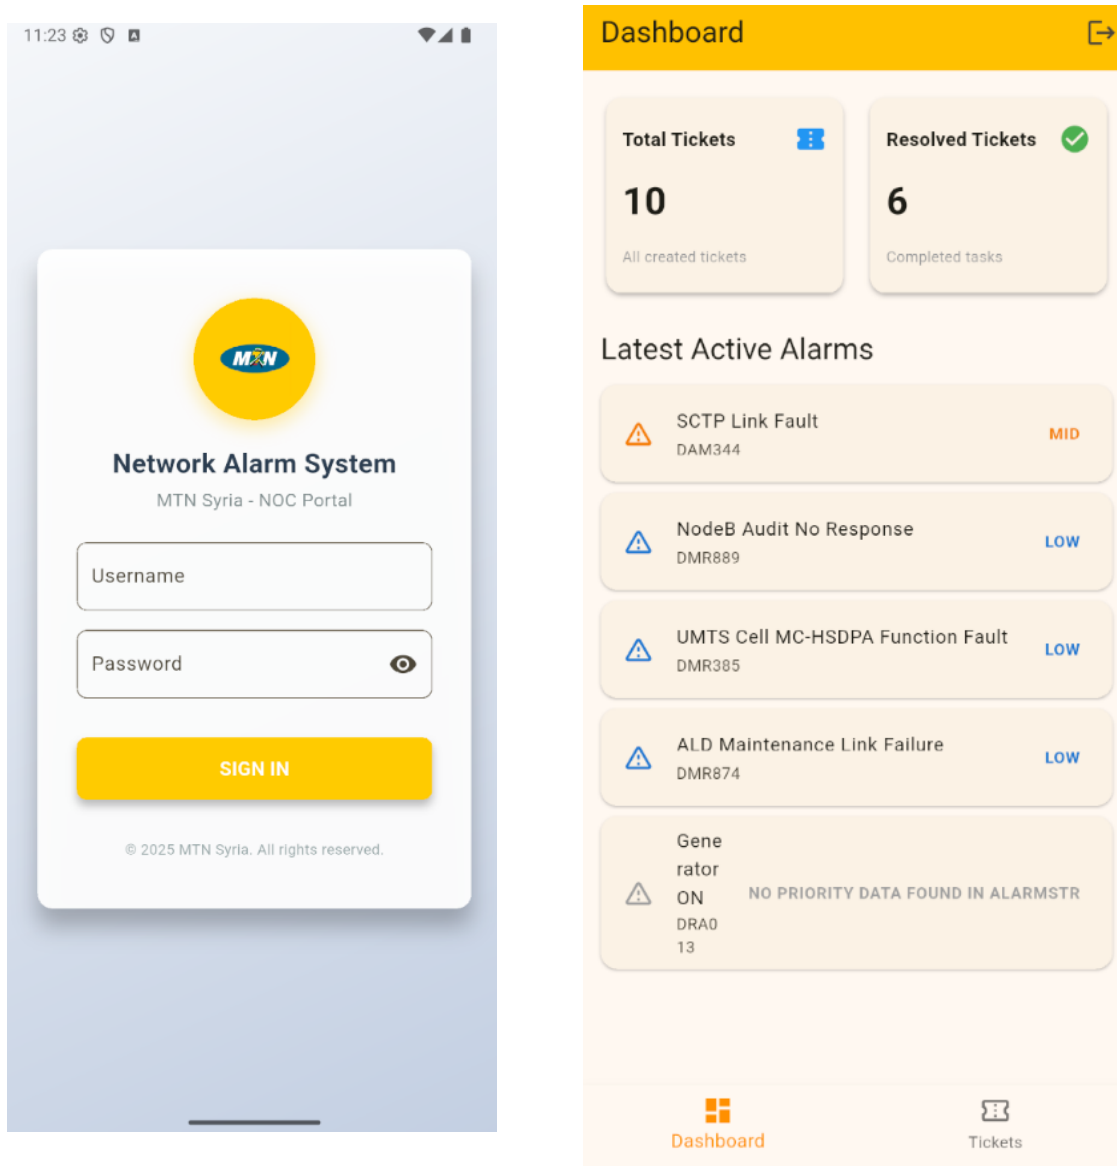 11:23
MTN
Network Alarm System
MTN Syria - NOC Portal
Username
Password
SIGN IN
© 2025 MTN Syria. All rights reserved.
Dashboard
Total Tickets
10
All created tickets
Resolved Tickets
6
Completed tasks
Latest Active Alarms
SCTP Link Fault
DAM344
MID
NodeB Audit No Response
DMR889
LOW
UMTS Cell MC-HSDPA Function Fault
DMR385
LOW
ALD Maintenance Link Failure
DMR874
LOW
Gene
rator
ON
DRA0
13
NO PRIORITY DATA FOUND IN ALARMSTR
Dashboard
Tickets